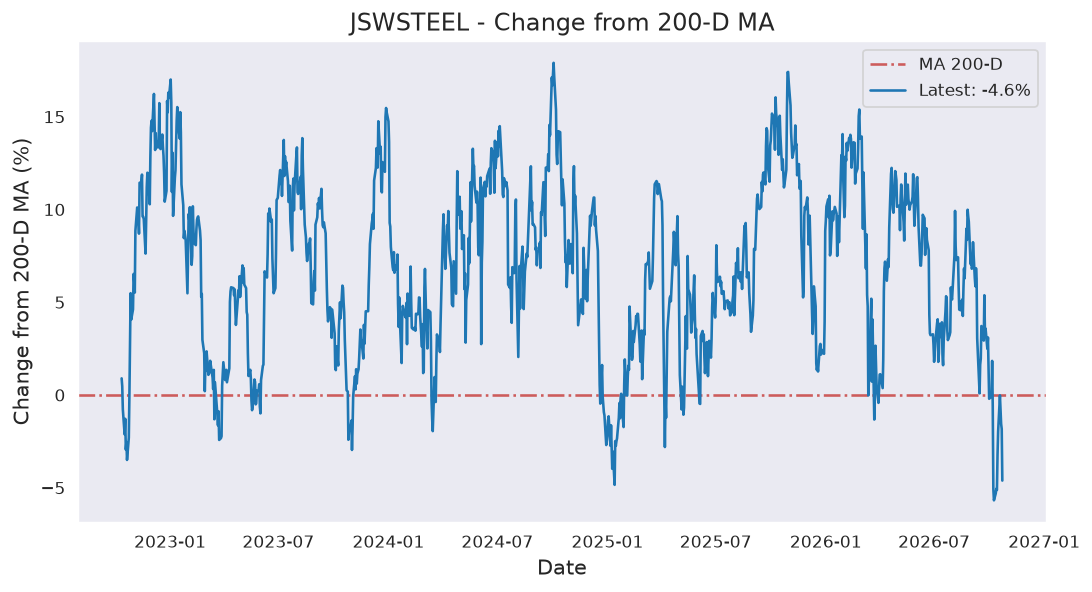 JSWSTEEL - Change from 200-D MA
MA 200-D
Latest: -4.6%
Change from 200-D MA (%)
15
10
5
0
−5
2023-01
2023-07
2024-01
2024-07
2025-01
2025-07
2026-01
2026-07
2027-01
Date